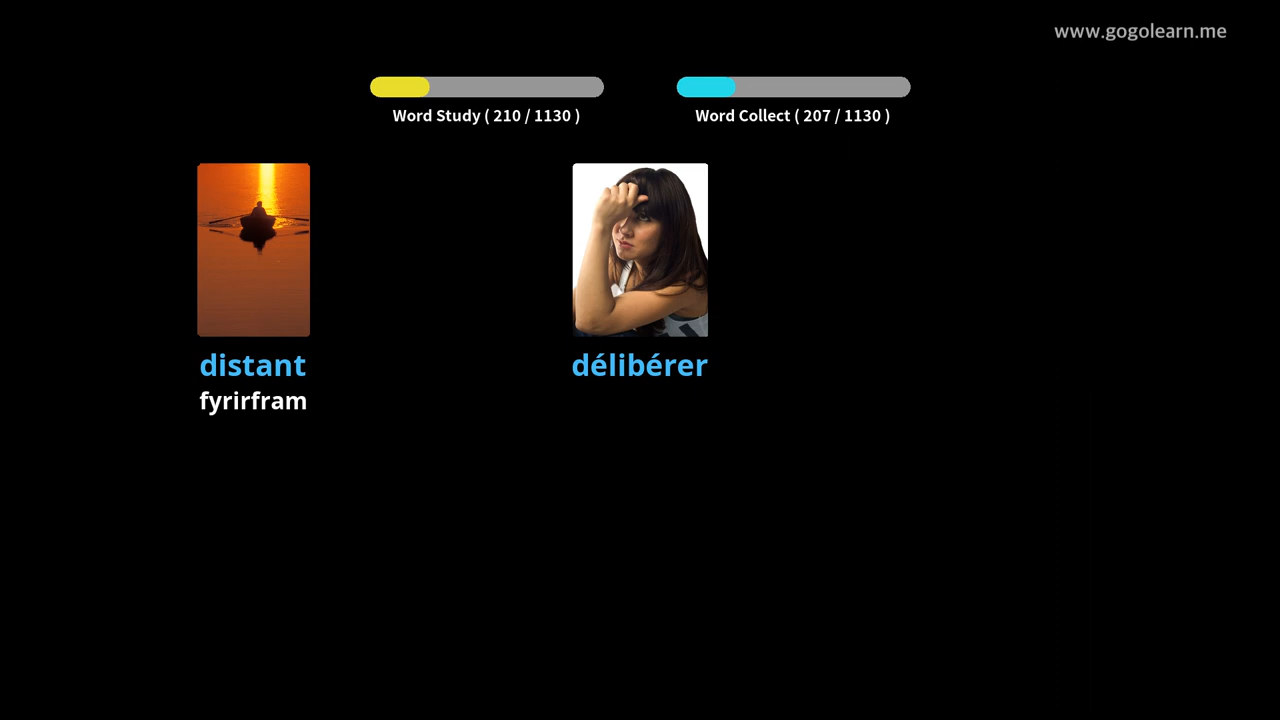 www.gogolearn.me
Word Study ( 210 / 1130 )
Word Collect ( 207 / 1130 )
distant
fyrirfram
délibérer